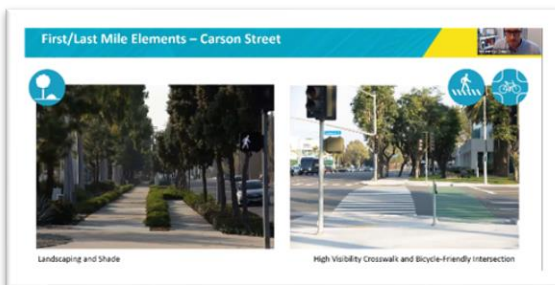 First/Last Mile Elements – Carson Street
Landscaping and Shade
High Visibility Crosswalk and Bicycle-Friendly Intersection